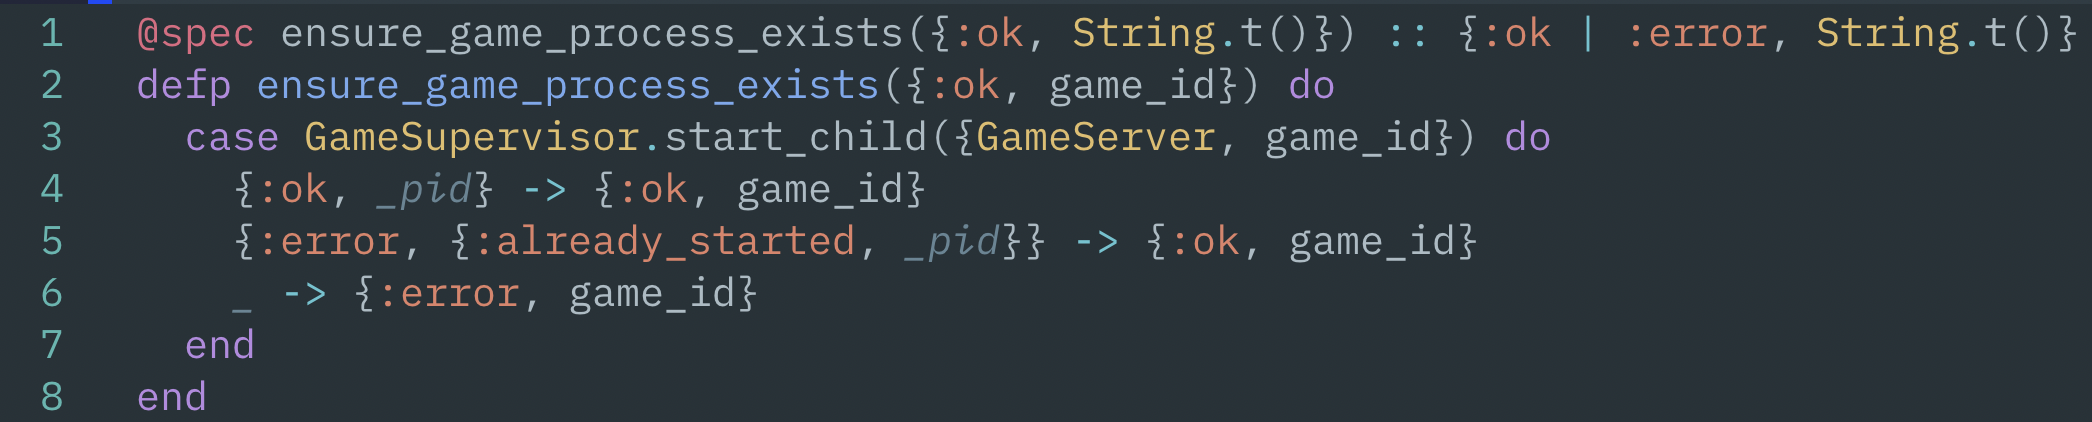 1 @spec ensure_game_process_exists({:ok, String.t()}) :: {:ok | :error, String.t()}
2 defp ensure_game_process_exists({:ok, game_id}) do
3   case GameSupervisor.start_child({GameServer, game_id}) do
4     {:ok, _pid} -> {:ok, game_id}
5     {:error, {:already_started, _pid}} -> {:ok, game_id}
6     _ -> {:error, game_id}
7   end
8 end